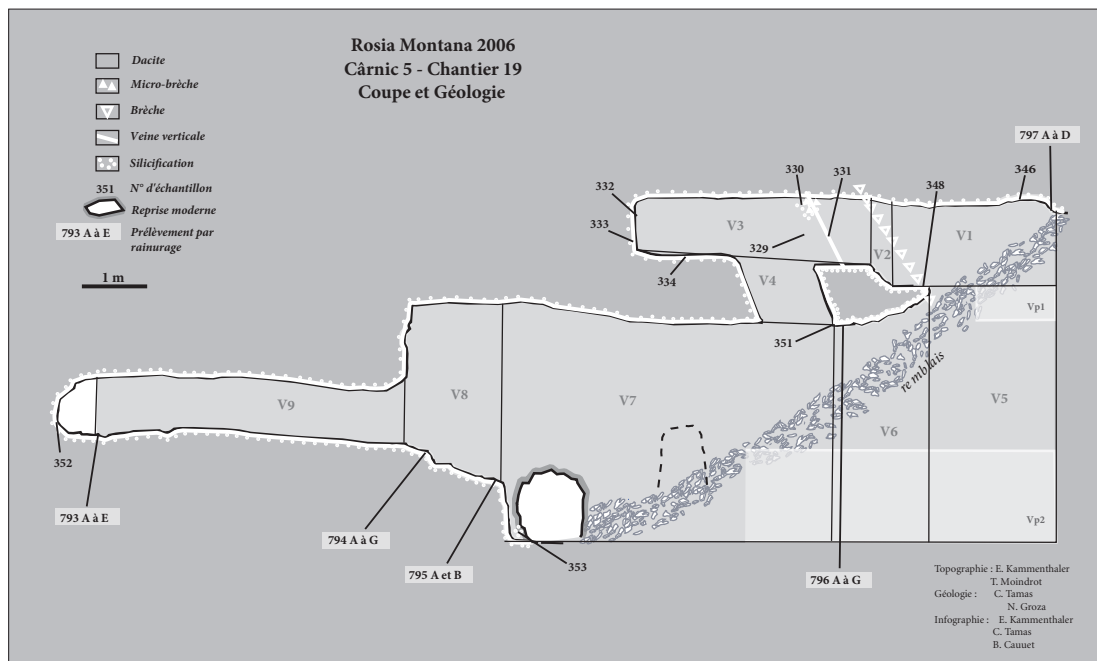 Rosia Montana 2006
Cârnic 5 - Chantier 19
Coupe et Géologie
Dacite
Micro-brèche
Brèche
Veine verticale
Silicification
351 N° d'échantillon
Reprise moderne
793 A à E Prélèvement par
rainurage
1 m
797 A à D
330
331
346
332
348
333
V3
V1
329
V2
334
V4
Vp1
351
remblais
V9
V8
V7
V5
V6
352
793 A à E
Vp2
794 A à G
795 A et B
353
796 A à G
Topographie : E. Kammenthaler
T. Moindrot
Géologie : C. Tamas
N. Groza
Infographie : E. Kammenthaler
C. Tamas
B. Cauuet